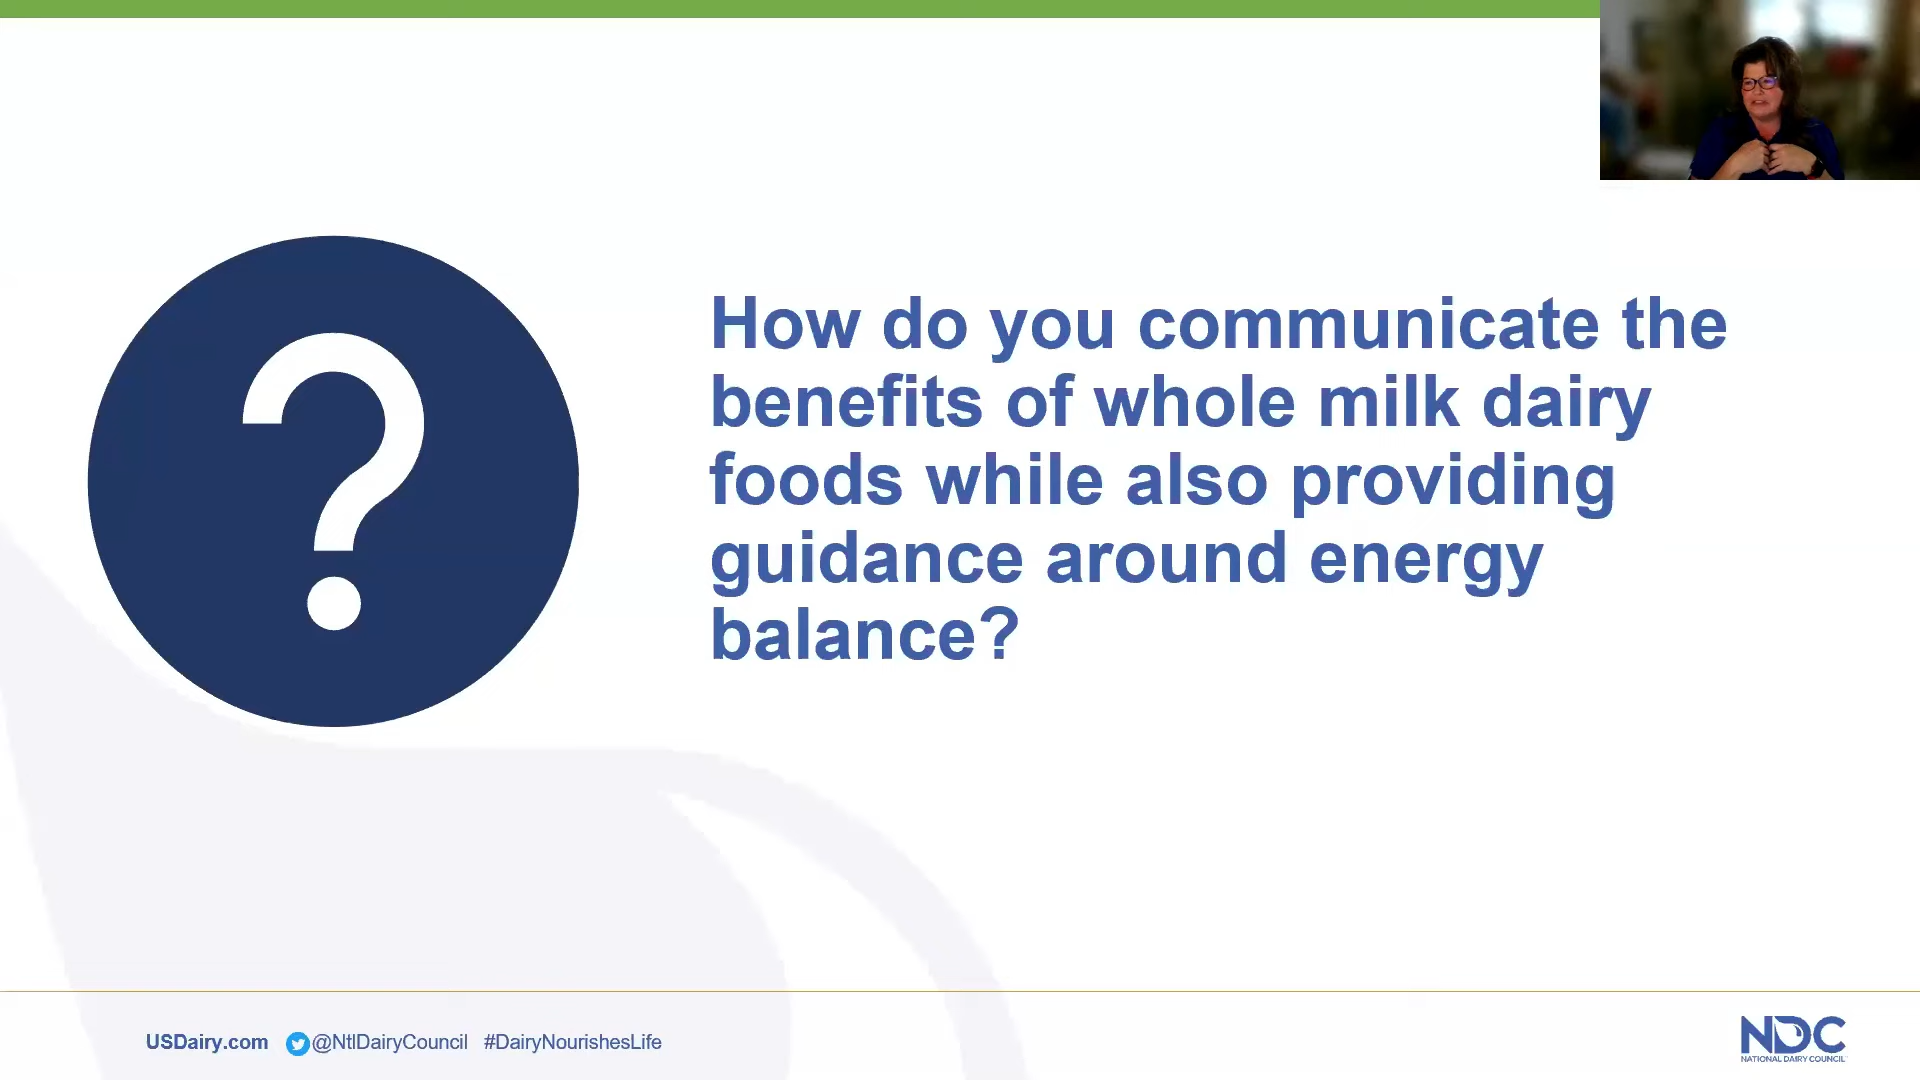 How do you communicate the
benefits of whole milk dairy
foods while also providing
guidance around energy
balance?
USDairy.com @NtlDairyCouncil #DairyNourishesLife
NDC
NATIONAL DAIRY COUNCIL